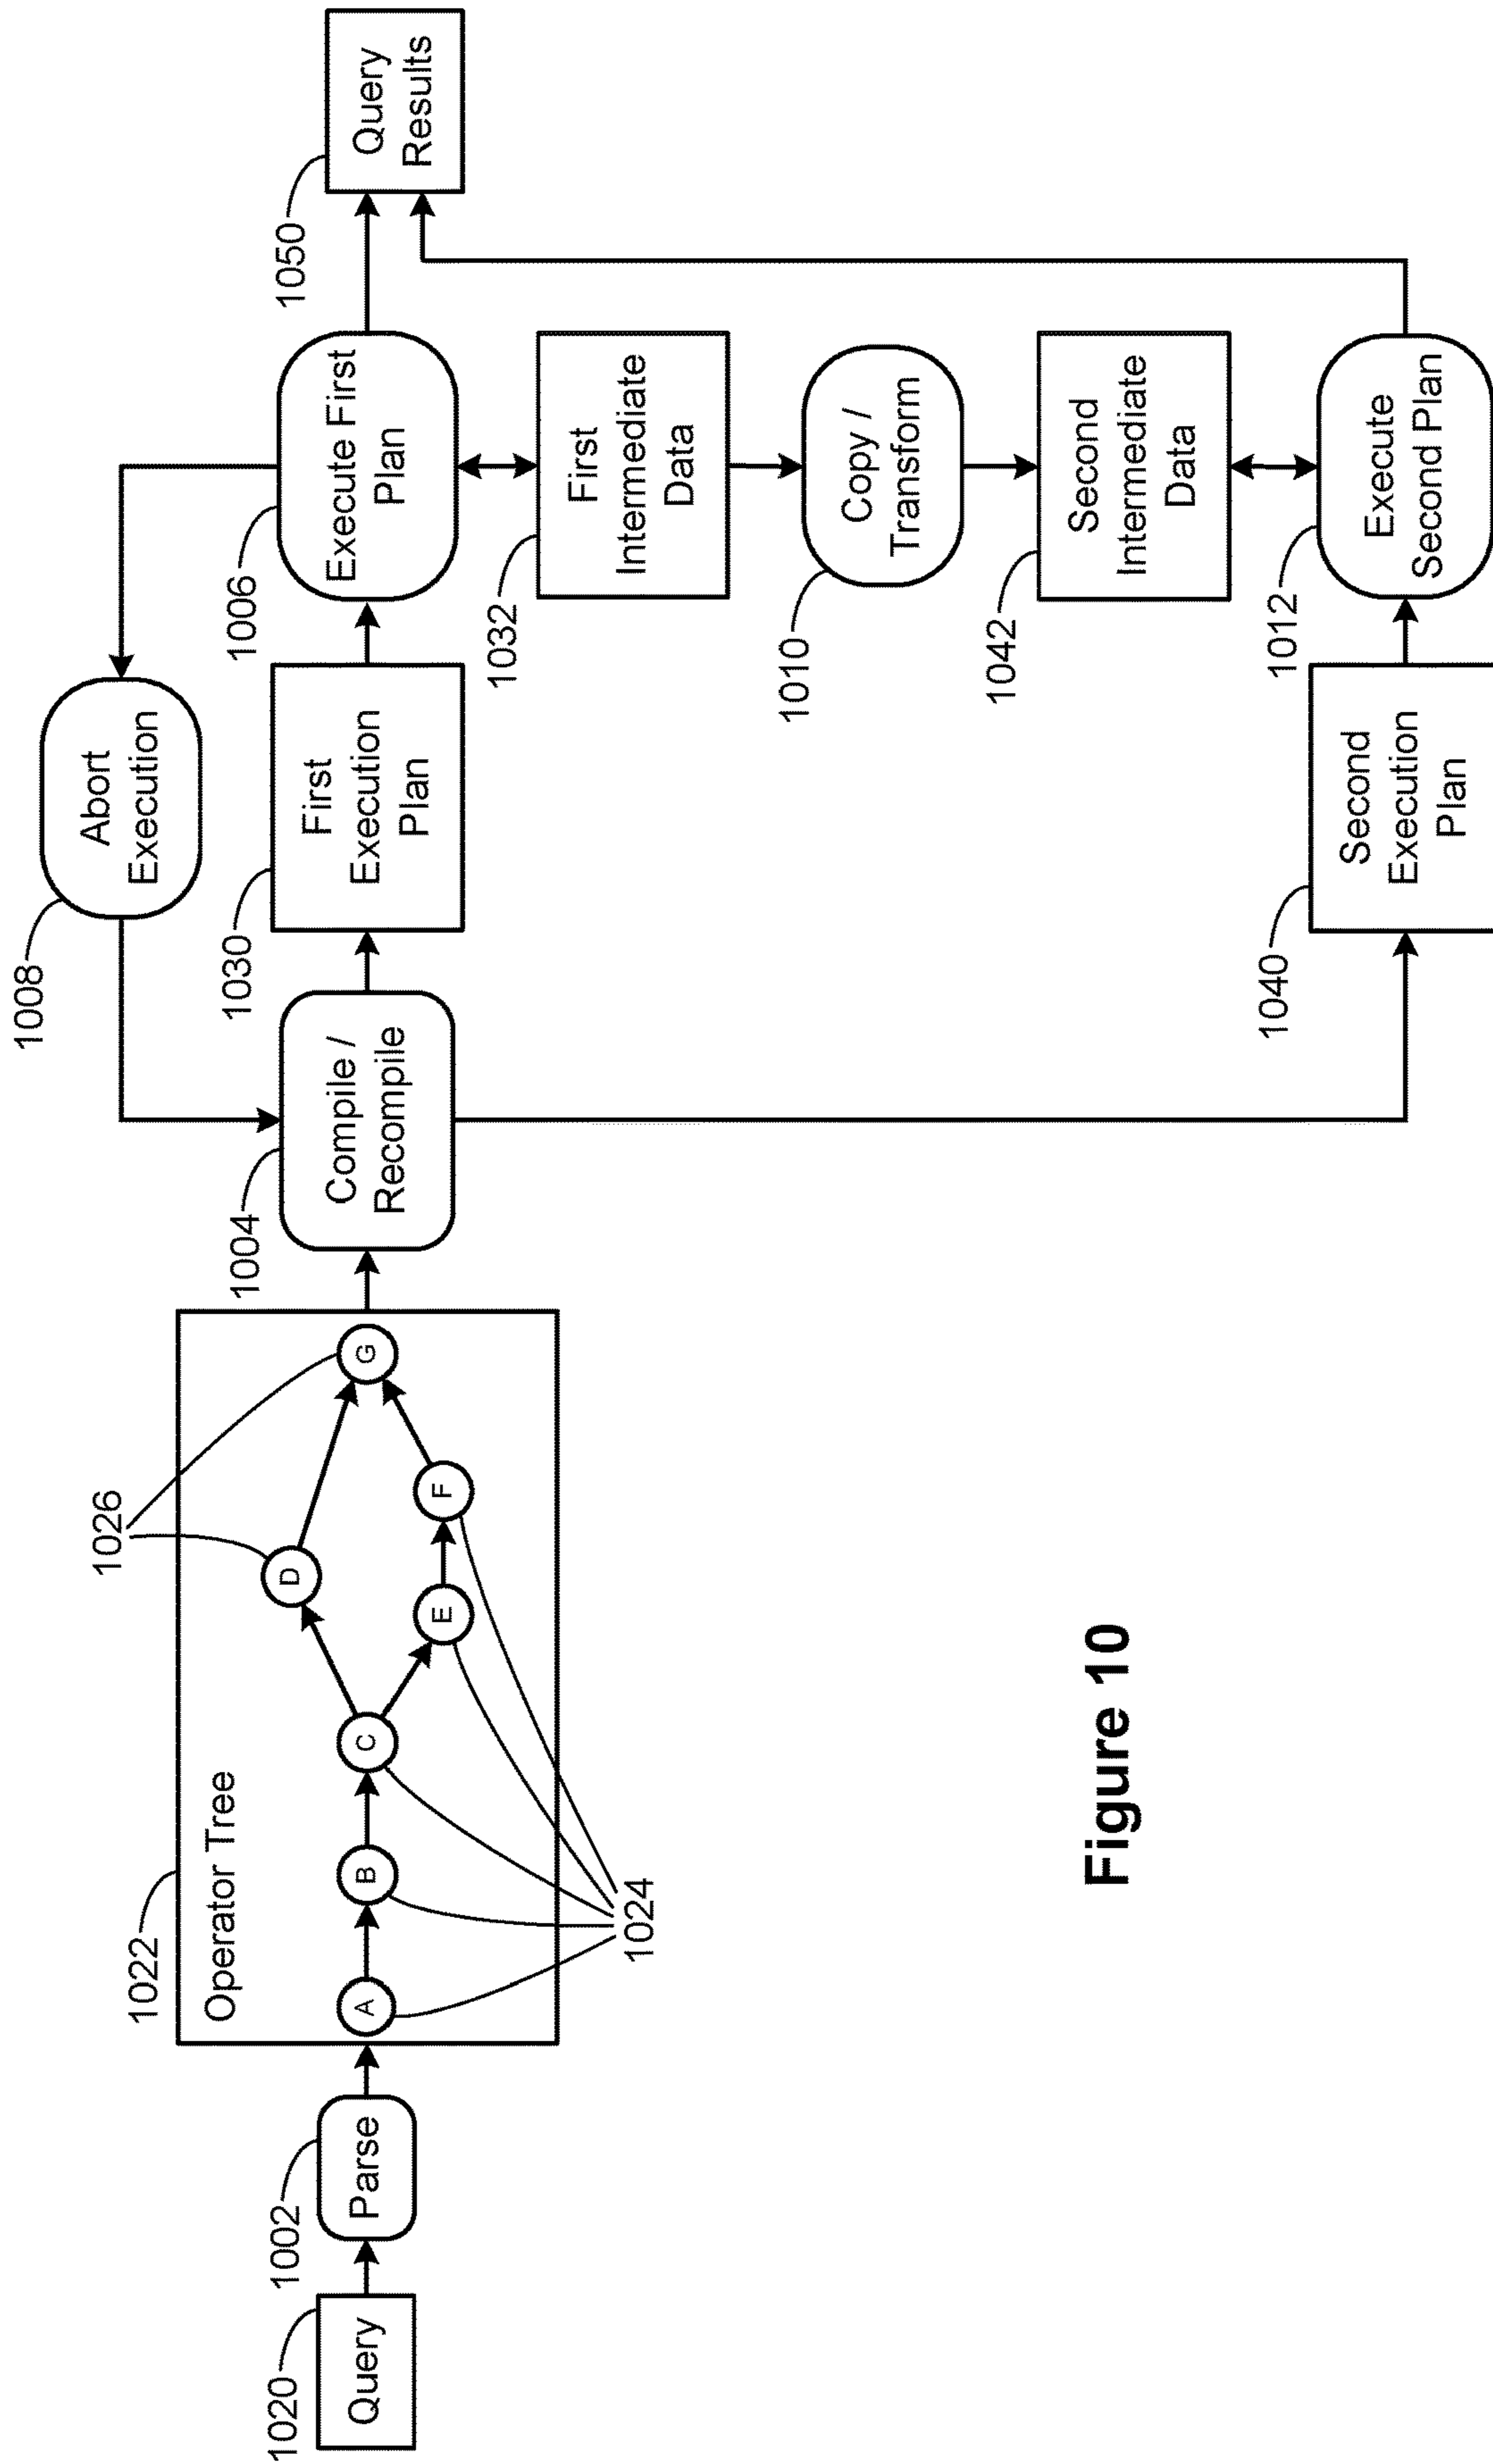 1020
Query
1002
Parse
1022
Operator Tree
A
B
C
D
E
F
G
1024
1026
1004
Compile /
Recompile
1008
Abort
Execution
1030
First
Execution
Plan
1006
Execute First
Plan
1050
Query
Results
1032
First
Intermediate
Data
1010
Copy /
Transform
1042
Second
Intermediate
Data
1040
Second
Execution
Plan
1012
Execute
Second Plan
Figure 10